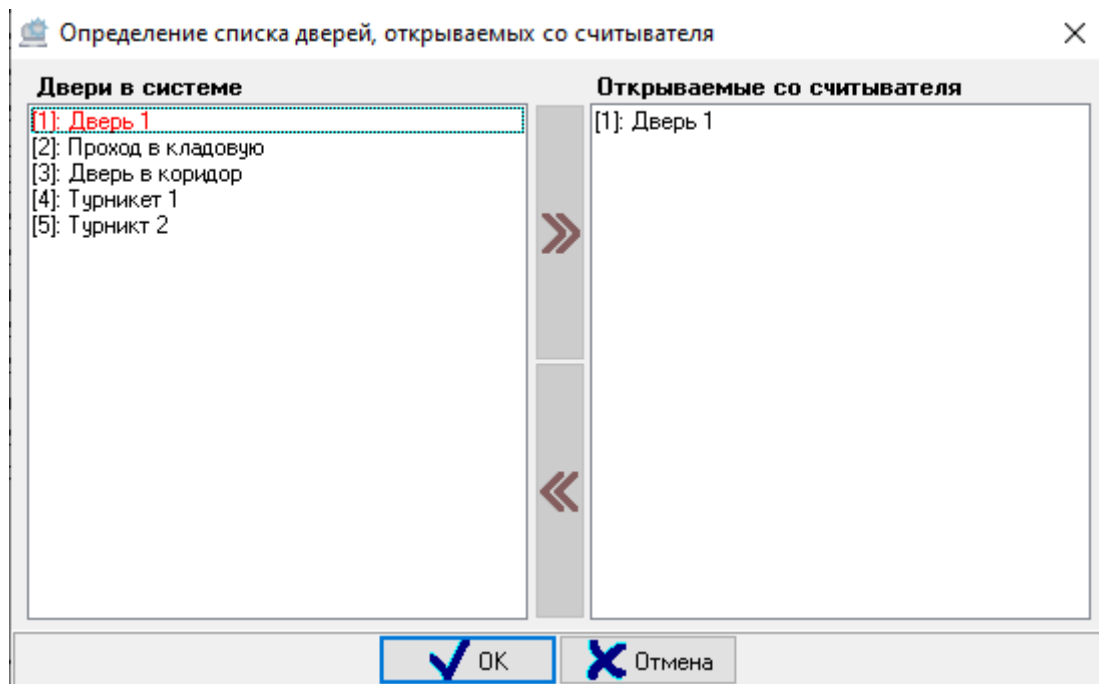 Определение списка дверей, открываемых со считывателя
Двери в системе
[1]: Дверь 1
[2]: Проход в кладовую
[3]: Дверь в коридор
[4]: Турникет 1
[5]: Турникт 2
Открываемые со считывателя
[1]: Дверь 1
OK
Отмена